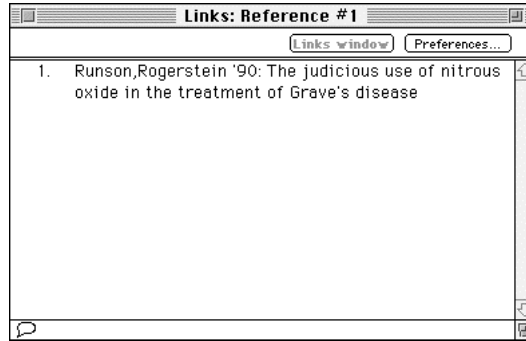 Links: Reference #1
Links window
Preferences...
1. Runson,Rogerstein '90: The judicious use of nitrous
oxide in the treatment of Grave's disease